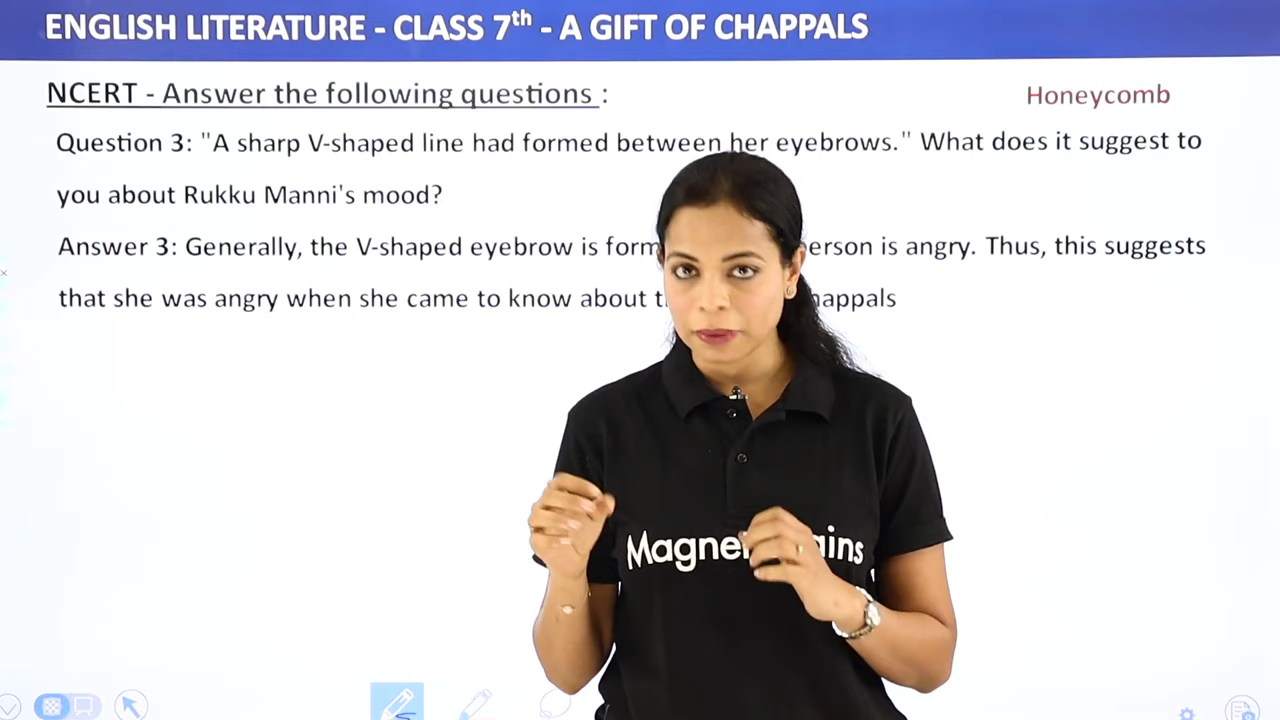 ENGLISH LITERATURE - CLASS 7th - A GIFT OF CHAPPALS
NCERT - Answer the following questions :
Honeycomb
Question 3: "A sharp V-shaped line had formed between her eyebrows." What does it suggest to
you about Rukku Manni's mood?
Answer 3: Generally, the V-shaped eyebrow is form erson is angry. Thus, this suggests
that she was angry when she came to know about t happals
Magne ains